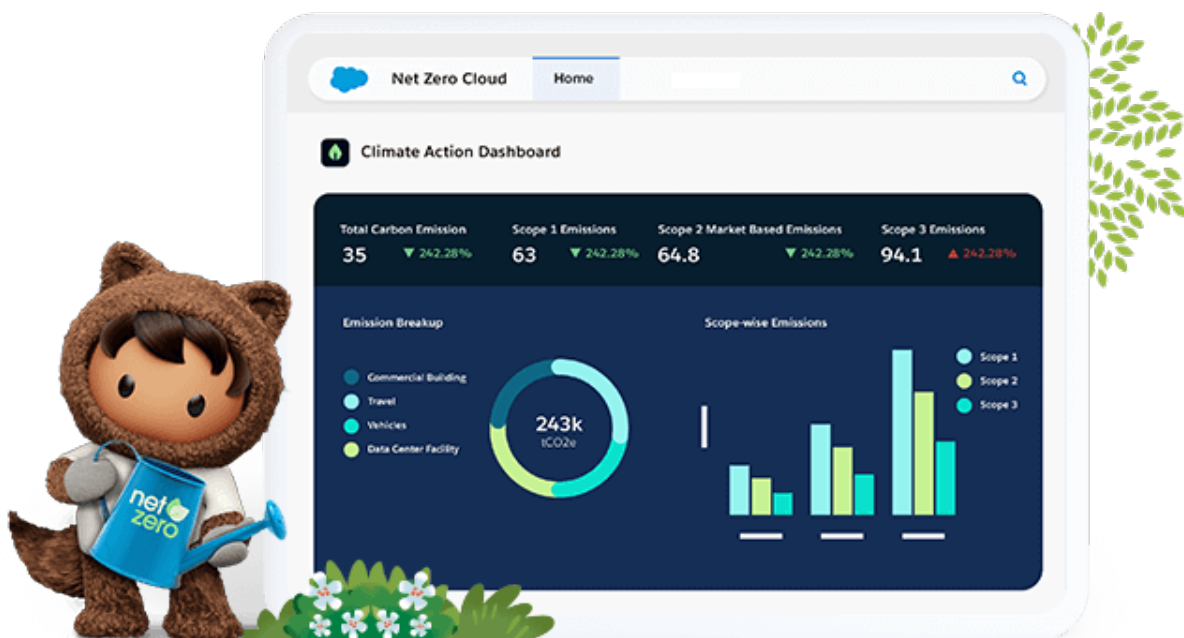 Net Zero Cloud
Home
Climate Action Dashboard
Total Carbon Emission
35
▼ 242.28%
Scope 1 Emissions
63
▼ 242.28%
Scope 2 Market Based Emissions
64.8
▼ 242.28%
Scope 3 Emissions
94.1
▲ 242.28%
Emission Breakup
Commercial Building
Travel
Vehicles
Data Center Facility
243k
tCO2e
Scope-wise Emissions
Scope 1
Scope 2
Scope 3
net
zero